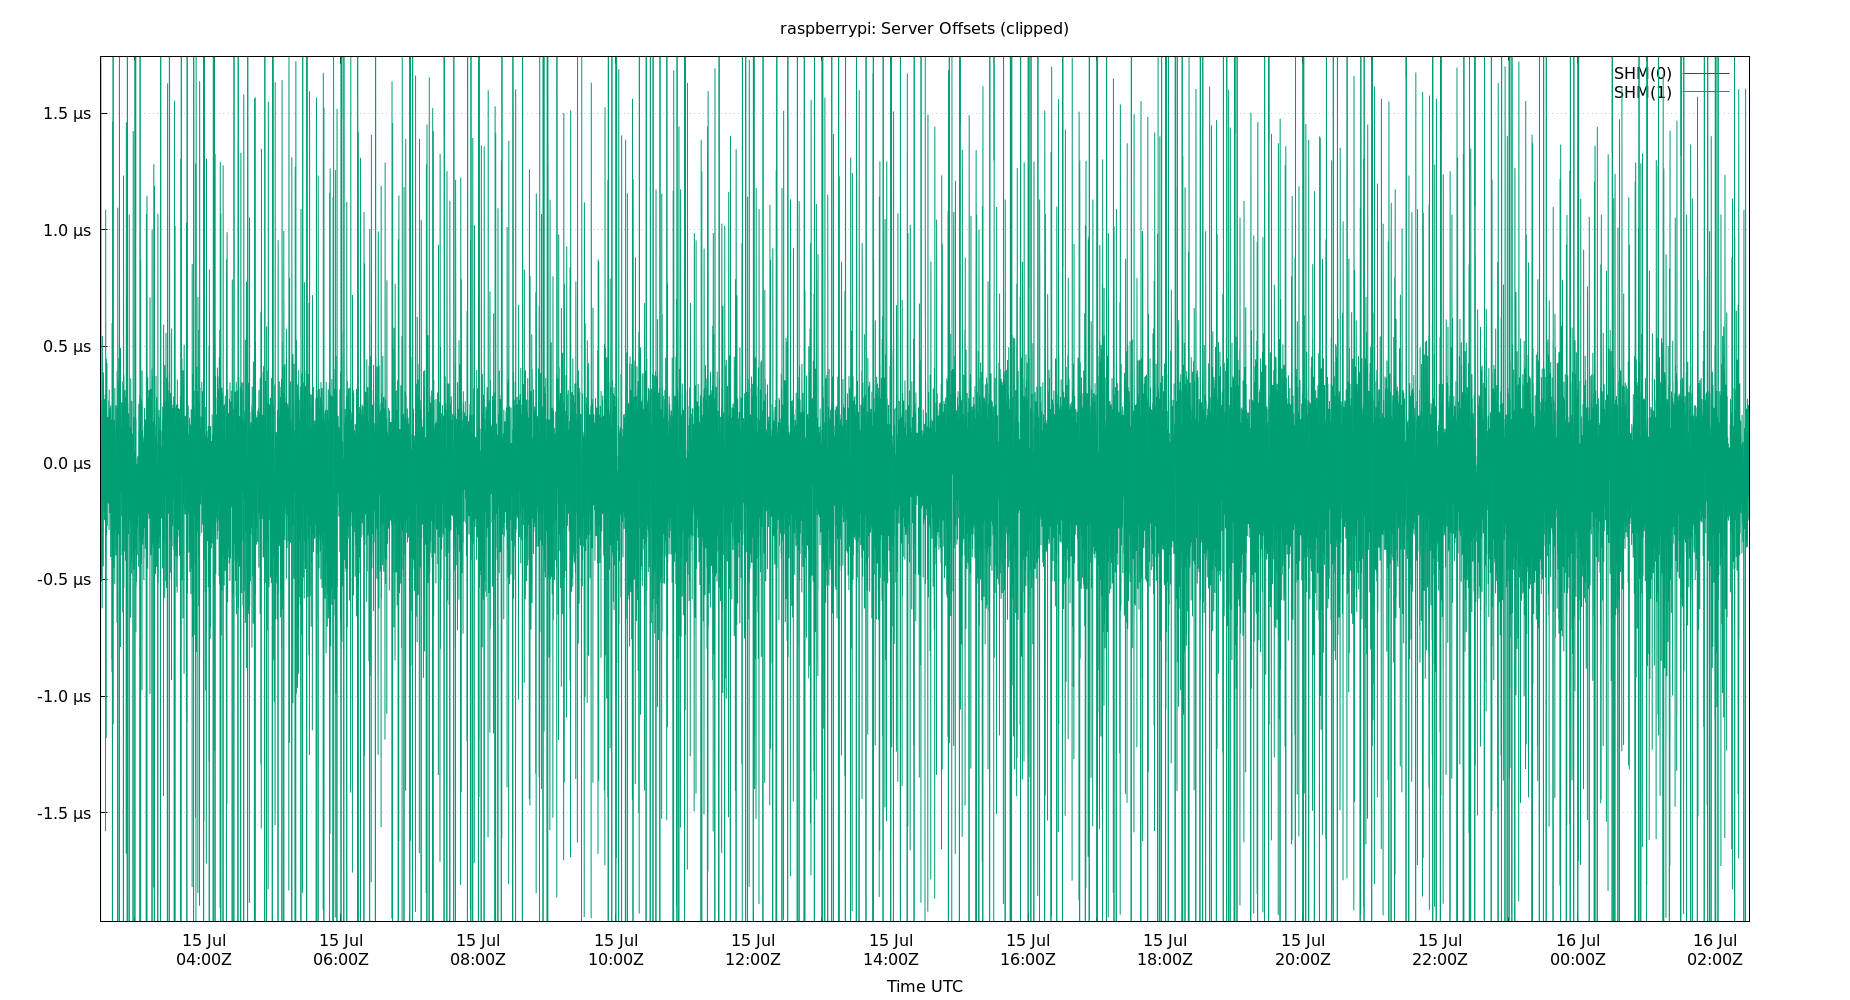 raspberrypi: Server Offsets (clipped)
SHM(0)
SHM(1)
1.5 µs
1.0 µs
0.5 µs
0.0 µs
-0.5 µs
-1.0 µs
-1.5 µs
15 Jul 15 Jul 15 Jul 15 Jul 15 Jul 15 Jul 15 Jul 15 Jul 15 Jul 15 Jul 16 Jul 16 Jul
04:00Z 06:00Z 08:00Z 10:00Z 12:00Z 14:00Z 16:00Z 18:00Z 20:00Z 22:00Z 00:00Z 02:00Z
Time UTC